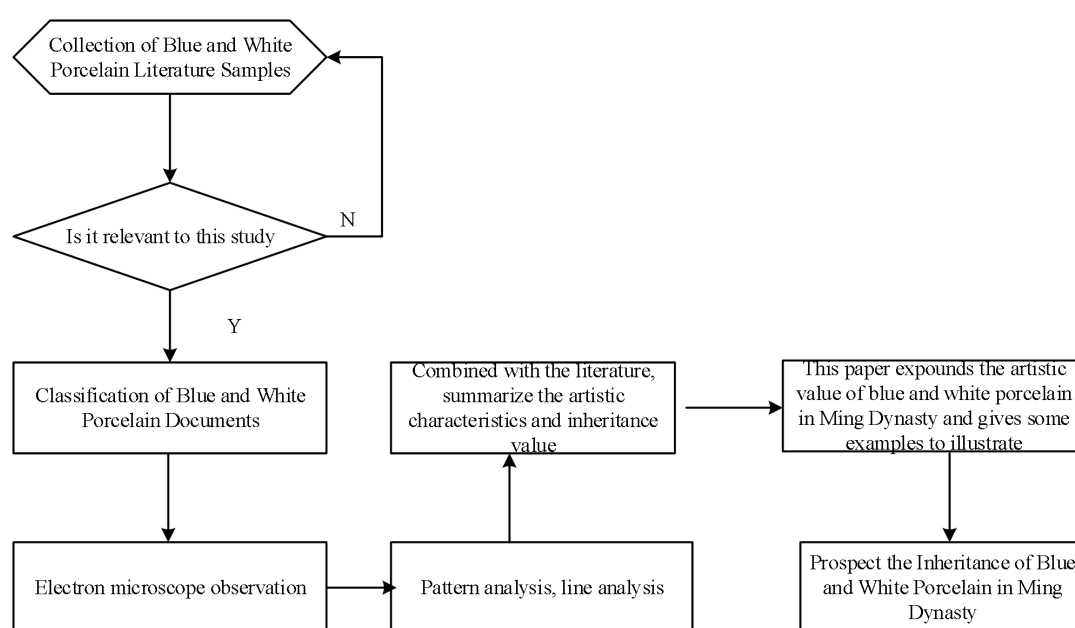 Collection of Blue and White
Porcelain Literature Samples
Is it relevant to this study
N
Y
Classification of Blue and White
Porcelain Documents
Electron microscope observation
Pattern analysis, line analysis
Combined with the literature,
summarize the artistic
characteristics and inheritance
value
This paper expounds the artistic
value of blue and white porcelain
in Ming Dynasty and gives some
examples to illustrate
Prospect the Inheritance of Blue
and White Porcelain in Ming
Dynasty